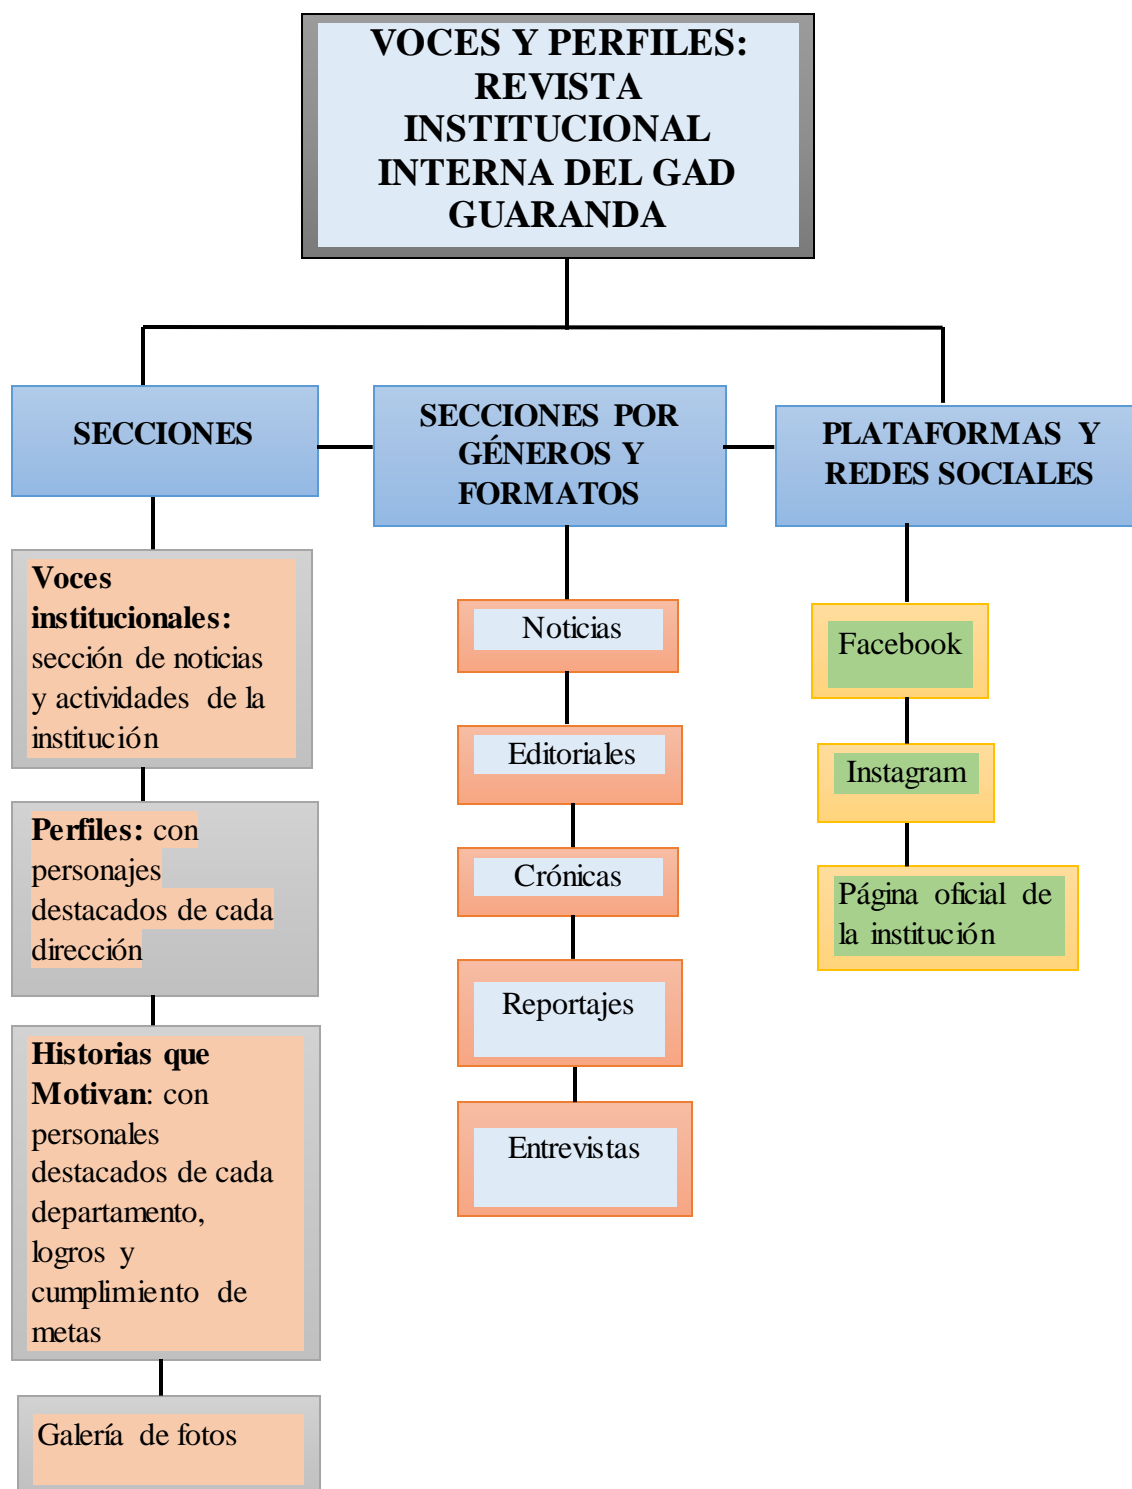 VOCES Y PERFILES:
REVISTA
INSTITUCIONAL
INTERNA DEL GAD
GUARANDA
SECCIONES
Voces
institucionales:
sección de noticias
y actividades de la
institución
Perfiles: con
personajes
destacados de cada
dirección
Historias que
Motivan: con
personales
destacados de cada
departamento,
logros y
cumplimiento de
metas
Galería de fotos
SECCIONES POR
GÉNEROS Y
FORMATOS
Noticias
Editoriales
Crónicas
Reportajes
Entrevistas
PLATAFORMAS Y
REDES SOCIALES
Facebook
Instagram
Página oficial de
la institución